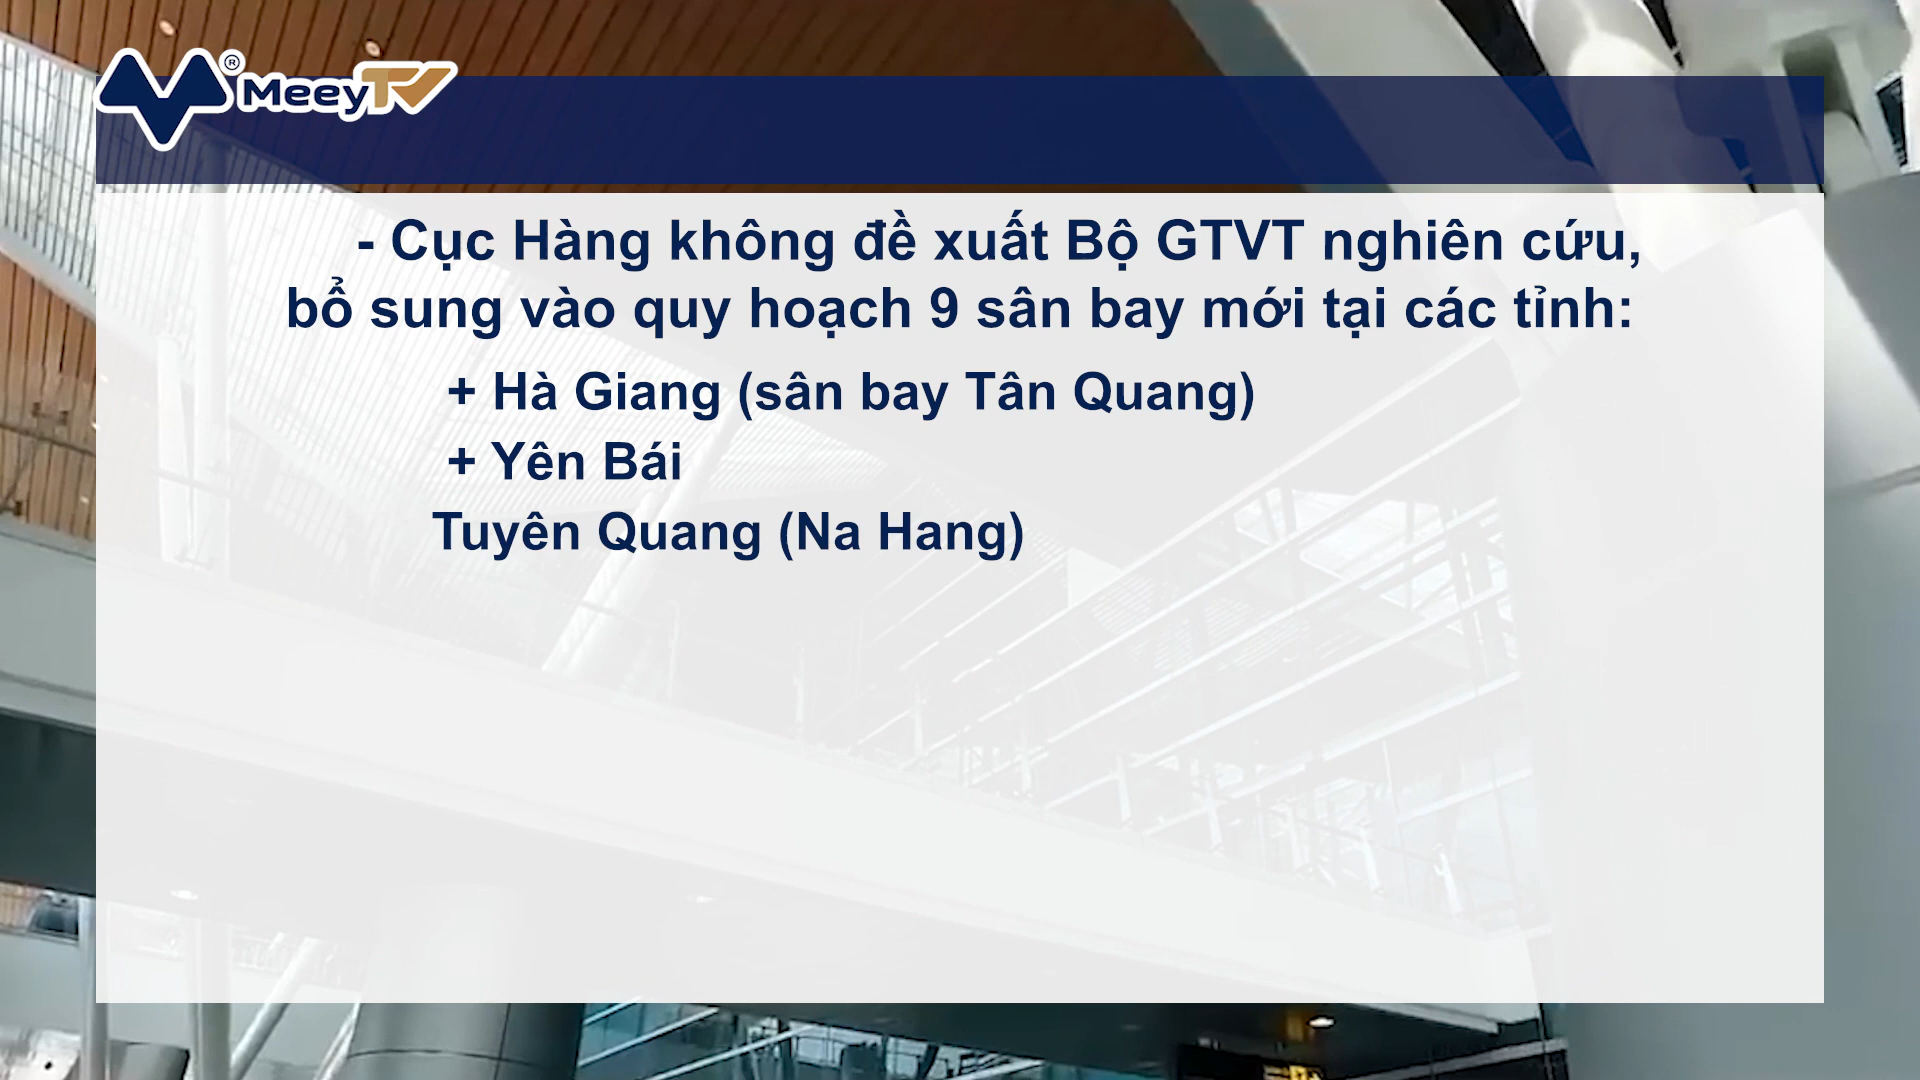 ® MeeyTV
- Cục Hàng không đề xuất Bộ GTVT nghiên cứu,
bổ sung vào quy hoạch 9 sân bay mới tại các tỉnh:
+ Hà Giang (sân bay Tân Quang)
+ Yên Bái
Tuyên Quang (Na Hang)